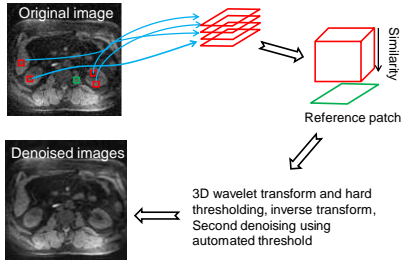 Original image
Similarity
Reference patch
Denoised images
3D wavelet transform and hard
thresholding, inverse transform,
Second denoising using
automated threshold